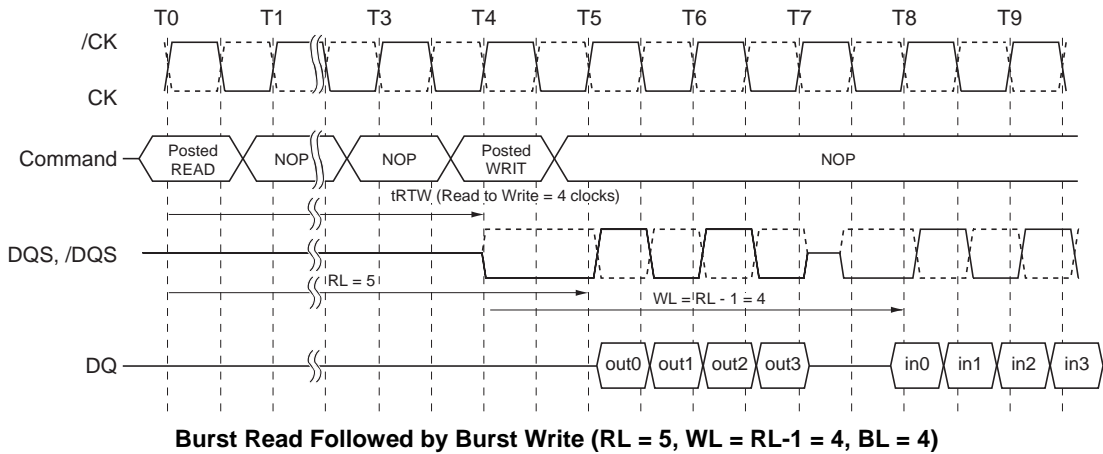 T0 T1 T3 T4 T5 T6 T7 T8 T9
/CK
CK
Command
Posted
READ
NOP
NOP
Posted
WRIT
NOP
tRTW (Read to Write = 4 clocks)
DQS, /DQS
RL = 5
WL = RL - 1 = 4
DQ
out0 out1 out2 out3 in0 in1 in2 in3
Burst Read Followed by Burst Write (RL = 5, WL = RL-1 = 4, BL = 4)